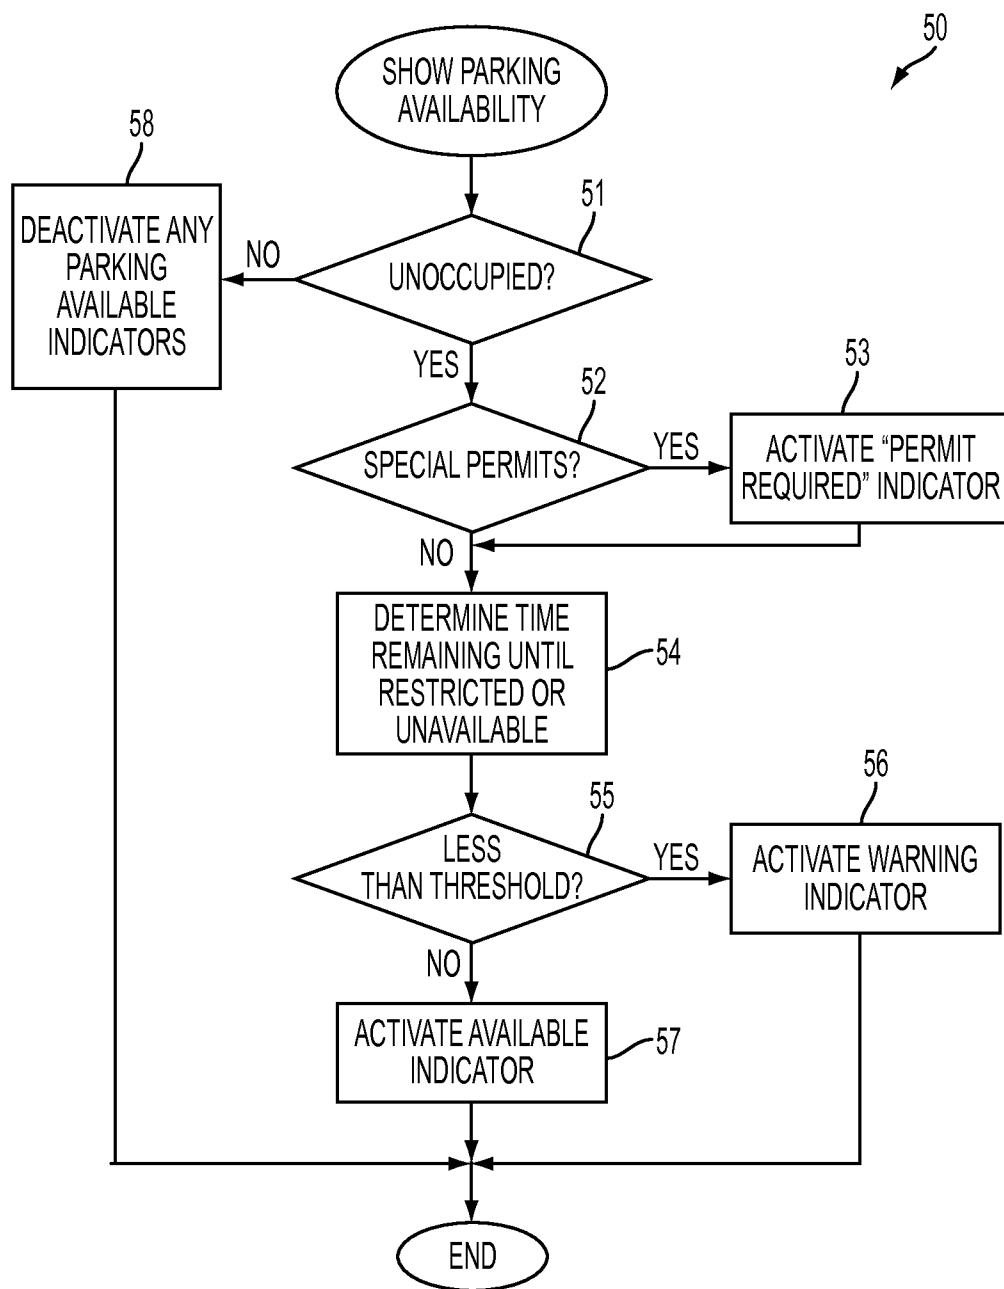 50
SHOW PARKING
AVAILABILITY
58
51
DEACTIVATE ANY
PARKING
AVAILABLE
INDICATORS
NO
UNOCCUPIED?
YES
52
53
SPECIAL PERMITS?
YES
ACTIVATE “PERMIT
REQUIRED” INDICATOR
NO
DETERMINE TIME
REMAINING UNTIL
RESTRICTED OR
UNAVAILABLE
54
55
56
LESS
THAN THRESHOLD?
YES
ACTIVATE WARNING
INDICATOR
NO
ACTIVATE AVAILABLE
INDICATOR
57
END